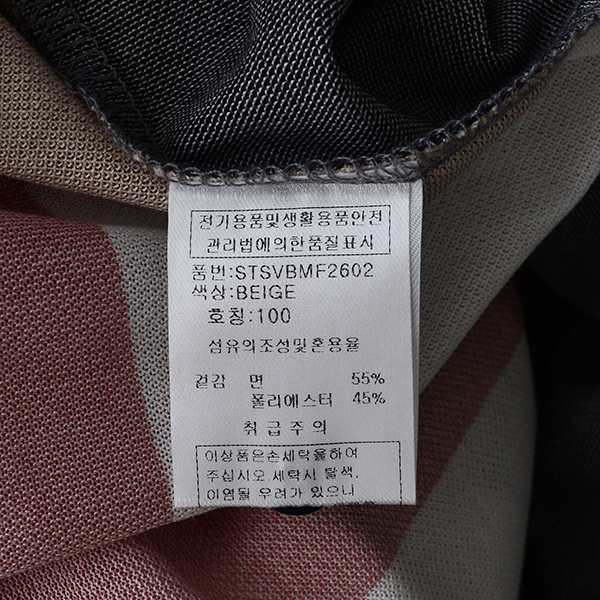 전기용품및생활용품안전
관리법에의한품질표시
품번:STSVBMF2602
색상:BEIGE
호칭:100
섬유의조성및혼용율
겉감 면 55%
폴리에스터 45%
취급주의
이상품은손세탁을하여
주십시오.세탁시 탈색,
이염될 우려가 있으니